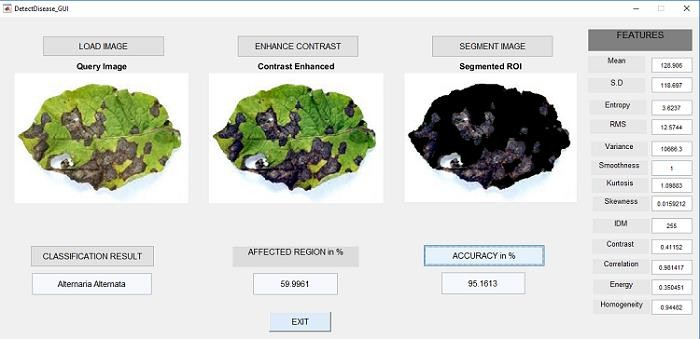 DetectDisease_GUI
LOAD IMAGE
ENHANCE CONTRAST
SEGMENT IMAGE
Query Image
Contrast Enhanced
Segmented ROI
CLASSIFICATION RESULT
AFFECTED REGION in %
ACCURACY in %
Alternaria Alternata
59.9961
95.1613
EXIT
FEATURES
Mean 128.906
S.D 118.697
Entropy 3.6237
RMS 12.5744
Variance 10686.3
Smoothness 1
Kurtosis 1.09883
Skewness 0.0159212
IDM 255
Contrast 0.41152
Correlation 0.981417
Energy 0.350451
Homogeneity 0.94482